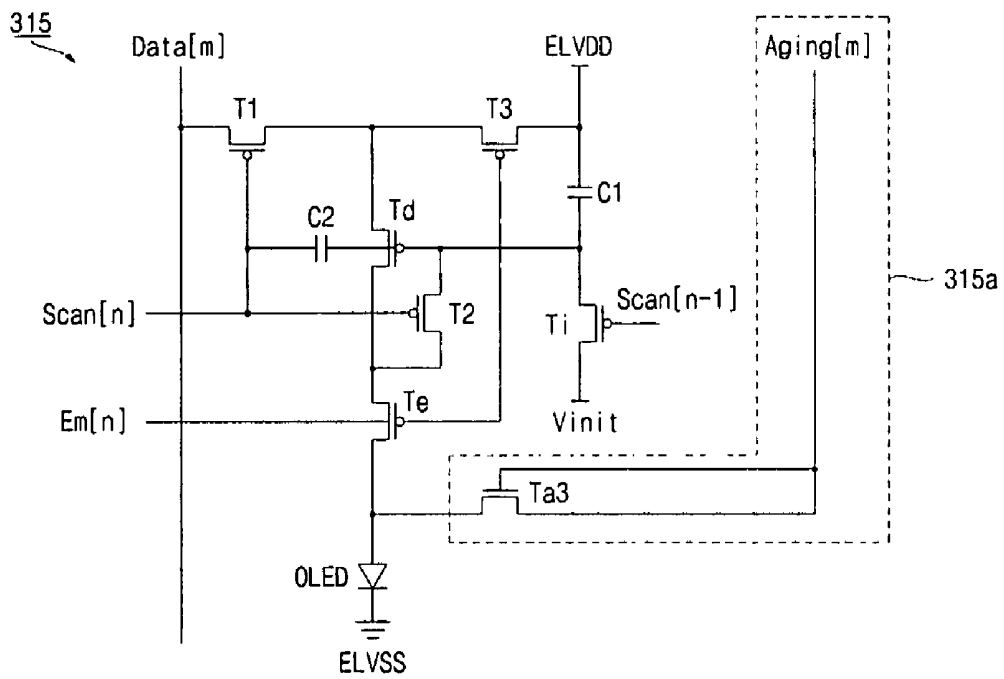 315
Data[m]
ELVDD
Aging[m]
T1
T3
C1
C2
Td
315a
Scan[n]
T2
Ti
Scan[n-1]
Em[n]
Te
Vinit
Ta3
OLED
ELVSS